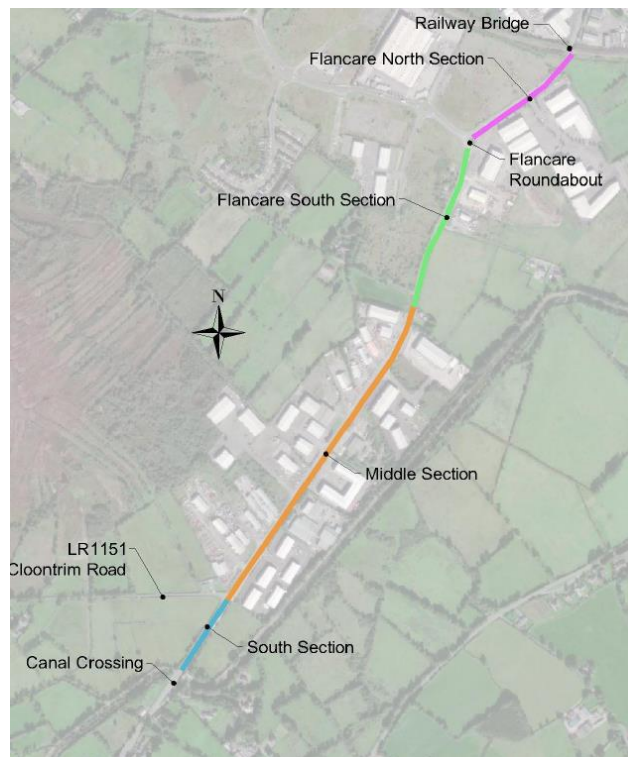 Railway Bridge
Flancare North Section
Flancare
Roundabout
Flancare South Section
N
Middle Section
LR1151
Cloontrim Road
South Section
Canal Crossing